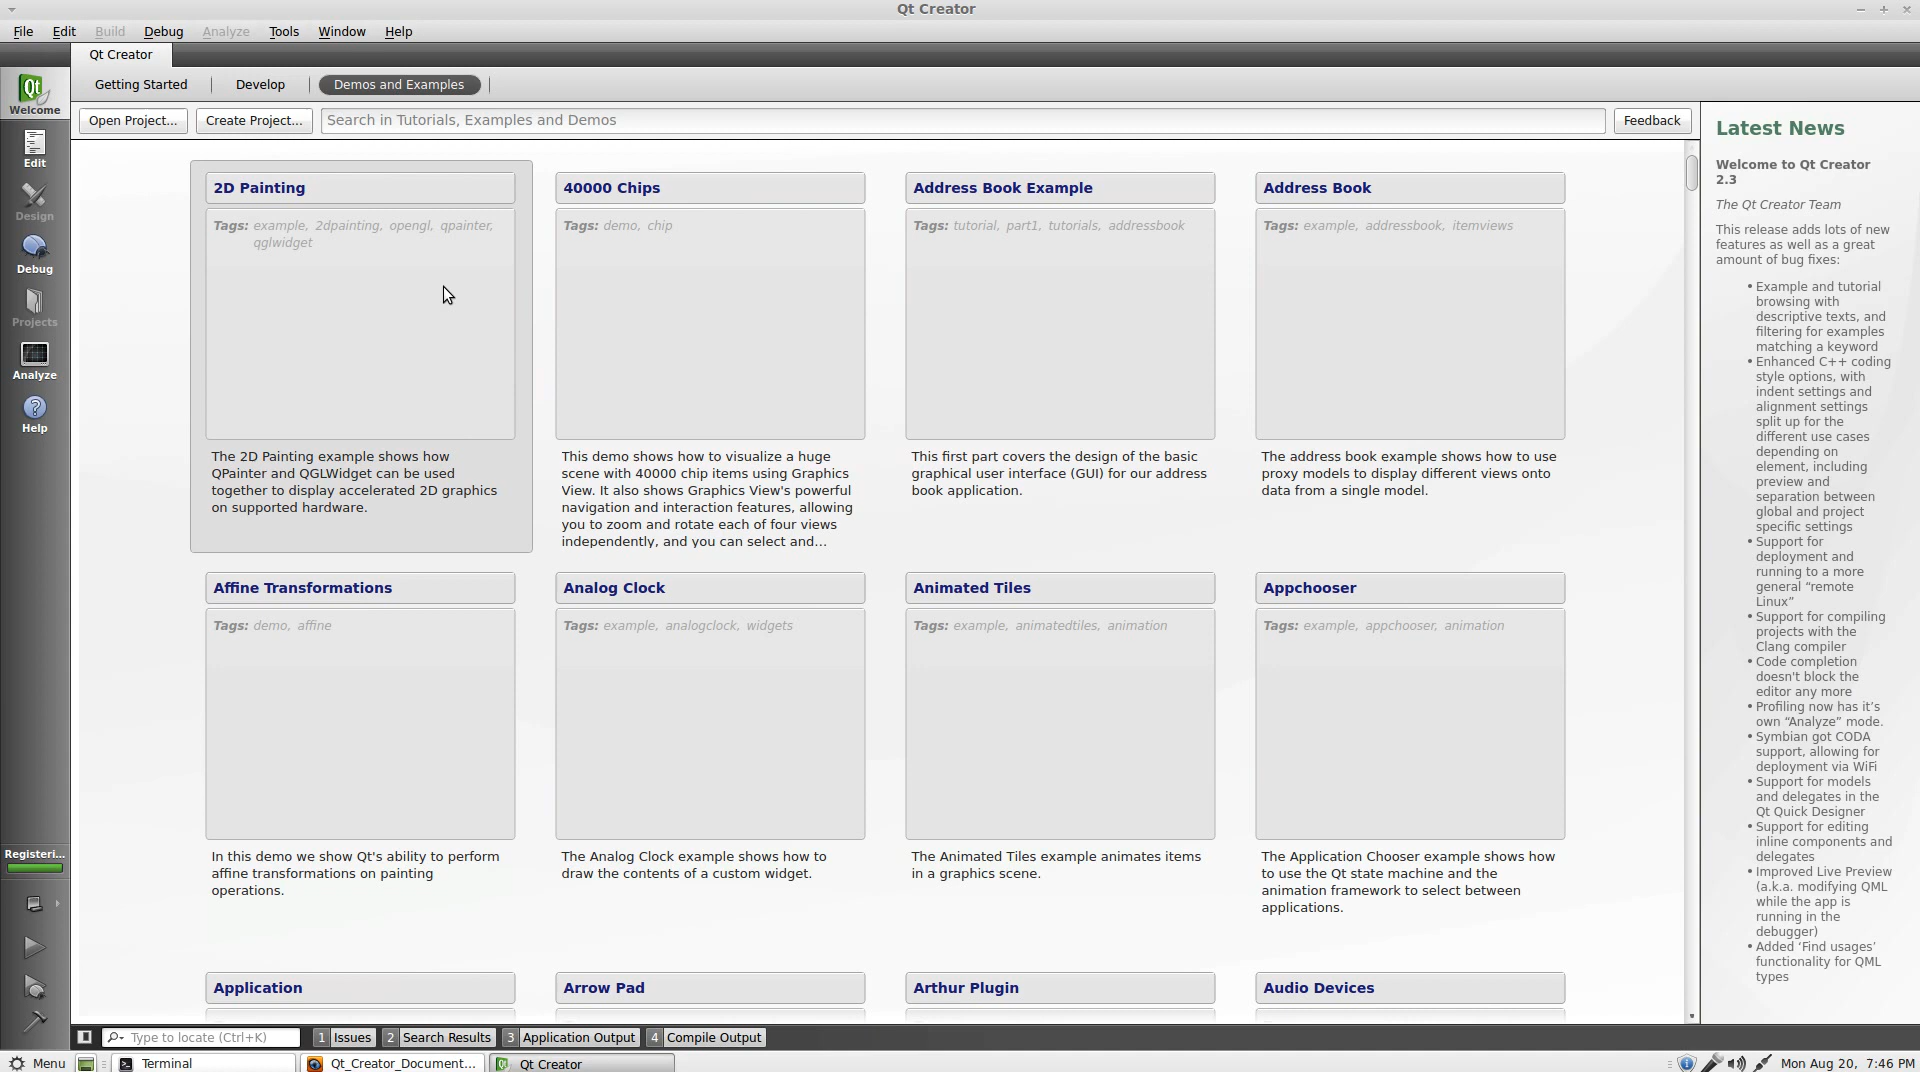 Qt Creator
File Edit Build Debug Analyze Tools Window Help
Qt Creator
Getting Started Develop Demos and Examples
Open Project... Create Project... Search in Tutorials, Examples and Demos Feedback
Qt
Welcome
Edit
Design
Debug
Projects
Analyze
Help
Registeri...
2D Painting
Tags: example, 2dpainting, opengl, qpainter,
qglwidget
The 2D Painting example shows how
QPainter and QGLWidget can be used
together to display accelerated 2D graphics
on supported hardware.
40000 Chips
Tags: demo, chip
This demo shows how to visualize a huge
scene with 40000 chip items using Graphics
View. It also shows Graphics View's powerful
navigation and interaction features, allowing
you to zoom and rotate each of four views
independently, and you can select and...
Address Book Example
Tags: tutorial, part1, tutorials, addressbook
This first part covers the design of the basic
graphical user interface (GUI) for our address
book application.
Address Book
Tags: example, addressbook, itemviews
The address book example shows how to use
proxy models to display different views onto
data from a single model.
Affine Transformations
Tags: demo, affine
In this demo we show Qt's ability to perform
affine transformations on painting
operations.
Analog Clock
Tags: example, analogclock, widgets
The Analog Clock example shows how to
draw the contents of a custom widget.
Animated Tiles
Tags: example, animatedtiles, animation
The Animated Tiles example animates items
in a graphics scene.
Appchooser
Tags: example, appchooser, animation
The Application Chooser example shows how
to use the Qt state machine and the
animation framework to select between
applications.
Application
Arrow Pad
Arthur Plugin
Audio Devices
Latest News
Welcome to Qt Creator
2.3
The Qt Creator Team
This release adds lots of new
features as well as a great
amount of bug fixes:
• Example and tutorial
browsing with
descriptive texts, and
filtering for examples
matching a keyword
• Enhanced C++ coding
style options, with
indent settings and
alignment settings
split up for the
different use cases
depending on
element, including
preview and
separation between
global and project
specific settings
• Support for
deployment and
running to a more
general “remote
Linux”
• Support for compiling
projects with the
Clang compiler
• Code completion
doesn't block the
editor any more
• Profiling now has it’s
own “Analyze” mode.
• Symbian got CODA
support, allowing for
deployment via WiFi
• Support for models
and delegates in the
Qt Quick Designer
• Support for editing
inline components and
delegates
• Improved Live Preview
(a.k.a. modifying QML
while the app is
running in the
debugger)
• Added ‘Find usages’
functionality for QML
types
Type to locate (Ctrl+K) 1 Issues 2 Search Results 3 Application Output 4 Compile Output
Menu Terminal Qt_Creator_Document... Qt Creator Mon Aug 20, 7:46 PM